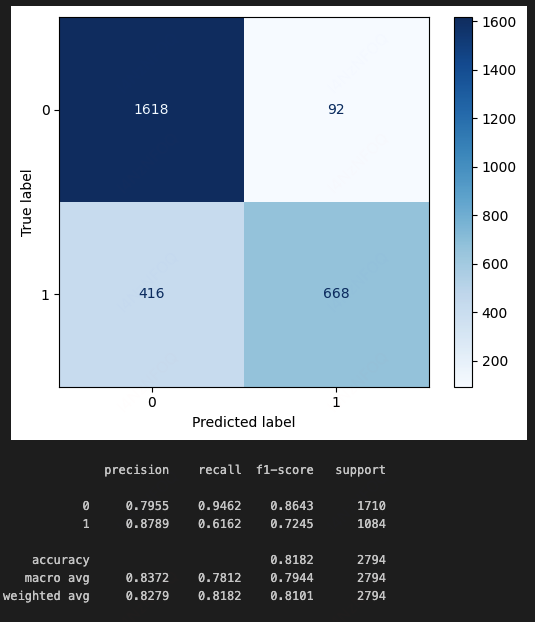 1600
1400
1200
1000
800
600
400
200
0
1618
92
True label
1
416
668
0 1
Predicted label
precision recall f1-score support
0 0.7955 0.9462 0.8643 1710
1 0.8789 0.6162 0.7245 1084
accuracy 0.8182 2794
macro avg 0.8372 0.7812 0.7944 2794
weighted avg 0.8279 0.8182 0.8101 2794